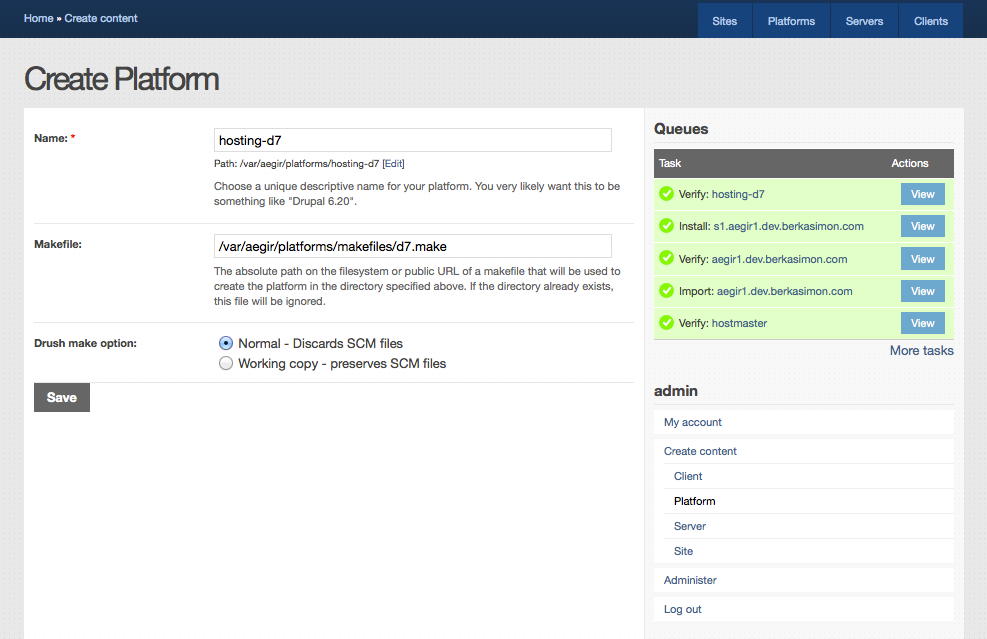 Home » Create content
Sites
Platforms
Servers
Clients
Create Platform
Name: *
hosting-d7
Path: /var/aegir/platforms/hosting-d7 [Edit]
Choose a unique descriptive name for your platform. You very likely want this to be
something like "Drupal 6.20".
Makefile:
/var/aegir/platforms/makefiles/d7.make
The absolute path on the filesystem or public URL of a makefile that will be used to
create the platform in the directory specified above. If the directory already exists,
this file will be ignored.
Drush make option:
Normal - Discards SCM files
Working copy - preserves SCM files
Save
Queues
Task Actions
Verify: hosting-d7 View
Install: s1.aegir1.dev.berkasimon.com View
Verify: aegir1.dev.berkasimon.com View
Import: aegir1.dev.berkasimon.com View
Verify: hostmaster View
More tasks
admin
My account
Create content
Client
Platform
Server
Site
Administer
Log out